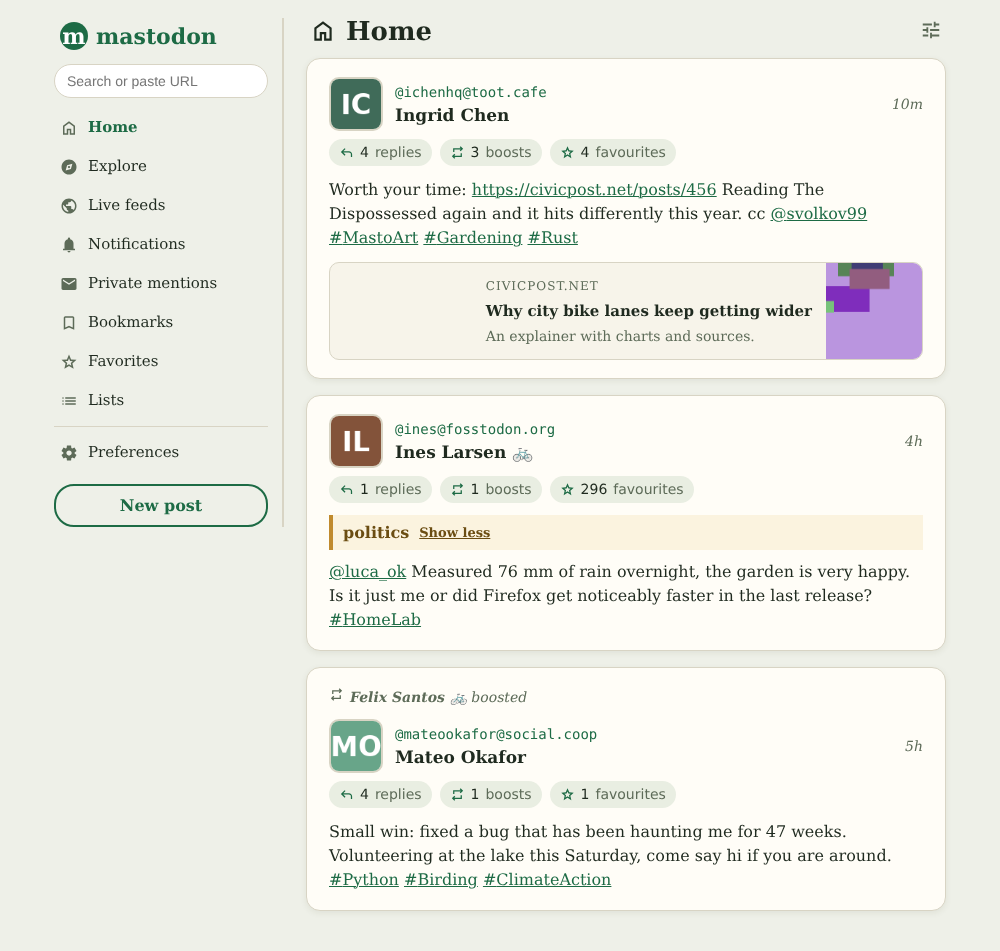 mastodon
Search or paste URL
Home
Explore
Live feeds
Notifications
Private mentions
Bookmarks
Favorites
Lists
Preferences
New post
Home
IC
@ichenhq@toot.cafe
Ingrid Chen
10m
4 replies
3 boosts
4 favourites
Worth your time: https://civicpost.net/posts/456 Reading The
Dispossessed again and it hits differently this year. cc @svolkov99
#MastoArt #Gardening #Rust
CIVICPOST.NET
Why city bike lanes keep getting wider
An explainer with charts and sources.
IL
@ines@fosstodon.org
Ines Larsen 🚲
4h
1 replies
1 boosts
296 favourites
politics Show less
@luca_ok Measured 76 mm of rain overnight, the garden is very happy.
Is it just me or did Firefox get noticeably faster in the last release?
#HomeLab
Felix Santos 🚲 boosted
MO
@mateookafor@social.coop
Mateo Okafor
5h
4 replies
1 boosts
1 favourites
Small win: fixed a bug that has been haunting me for 47 weeks.
Volunteering at the lake this Saturday, come say hi if you are around.
#Python #Birding #ClimateAction